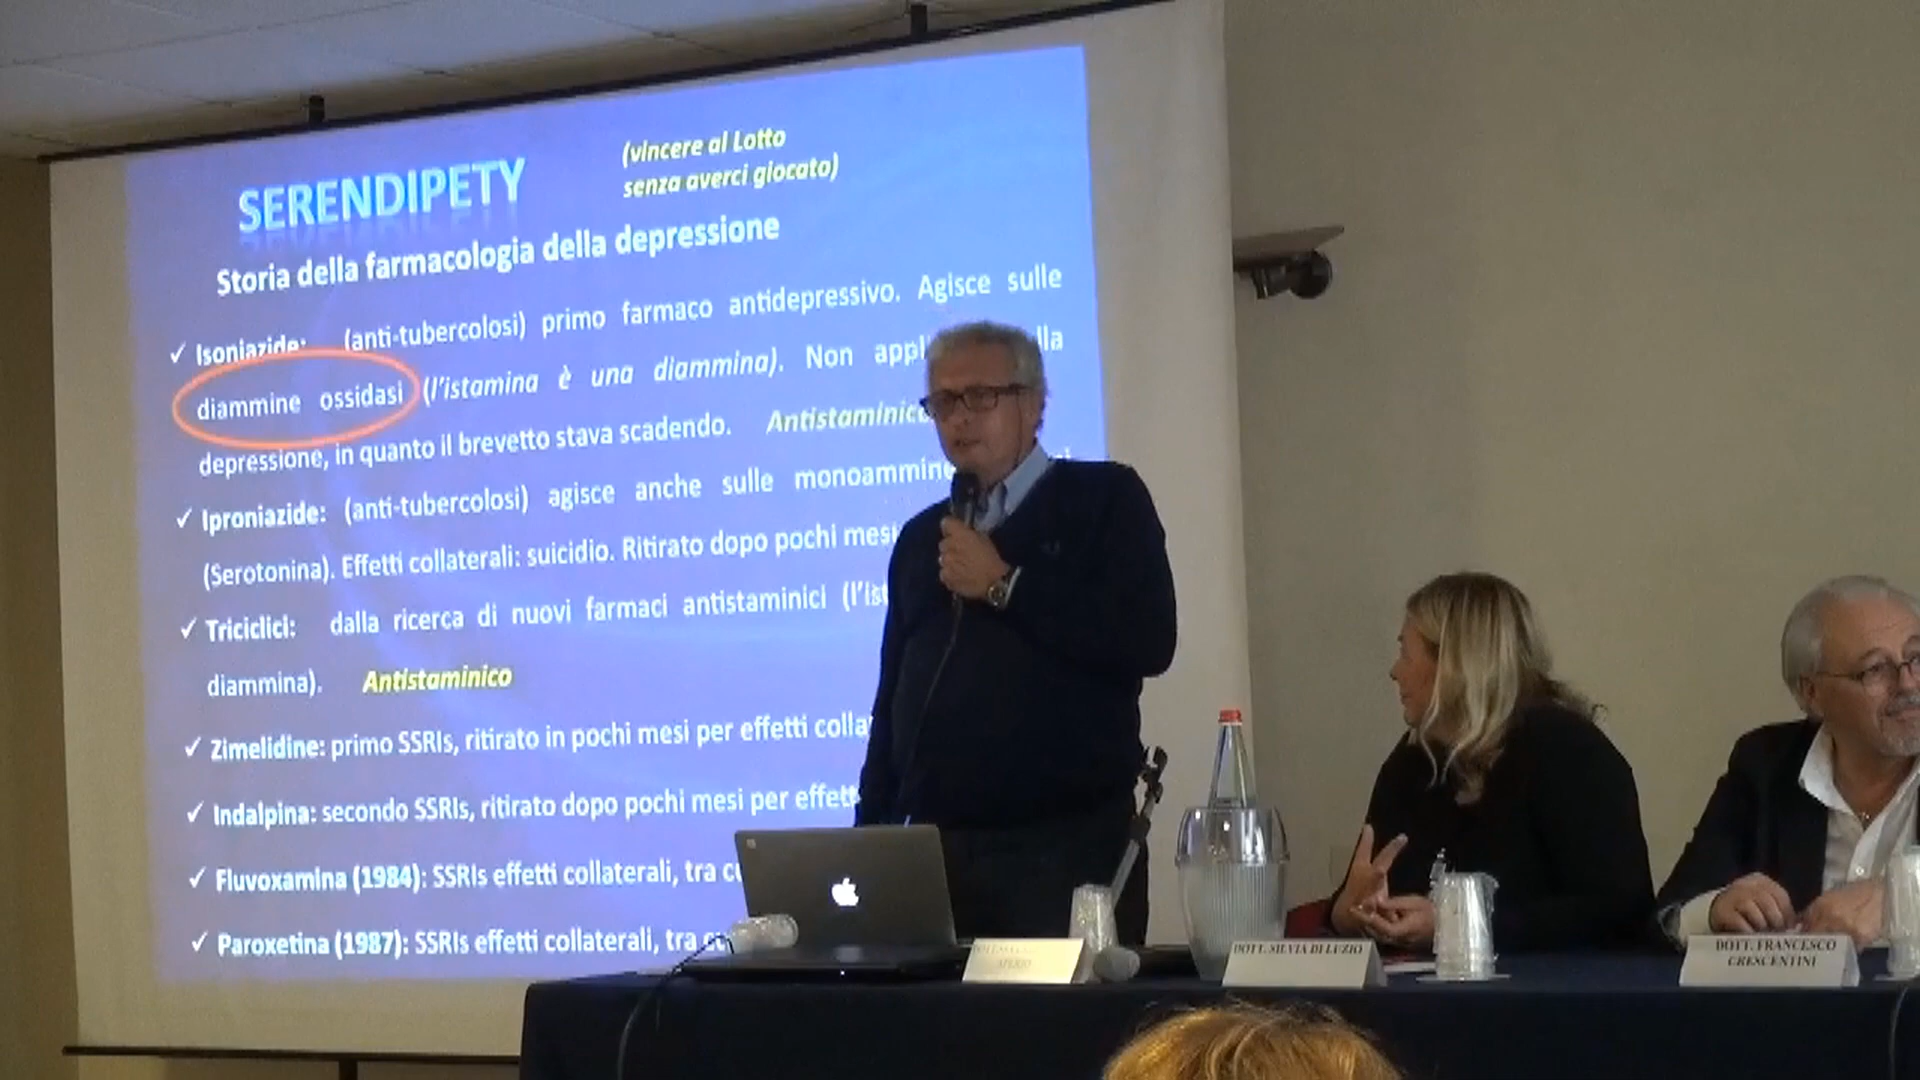 SERENDIPETY
(vincere al Lotto
senza averci giocato)
Storia della farmacologia della depressione
✓ Isoniazide: (anti-tubercolosi) primo farmaco antidepressivo. Agisce sulle
diammine ossidasi (l'istamina è una diammina). Non
depressione, in quanto il brevetto stava scadendo. Antistaminico
✓ Iproniazide: (anti-tubercolosi) agisce anche sulle monoammine
(Serotonina). Effetti collaterali: suicidio. Ritirato dopo pochi mesi
✓ Triciclici: dalla ricerca di nuovi farmaci antistaminici
diammina). Antistaminico
✓ Zimelidine: primo SSRIs, ritirato in pochi mesi per effetti
✓ Indalpina: secondo SSRIs, ritirato dopo pochi mesi per
✓ Fluvoxamina (1984): SSRIs effetti collaterali, tra
✓ Paroxetina (1987): SSRIs effetti collaterali, tra
DOTT. SILVIA DI LUZIO
DOTT. FRANCESCO
CRESCENTINI